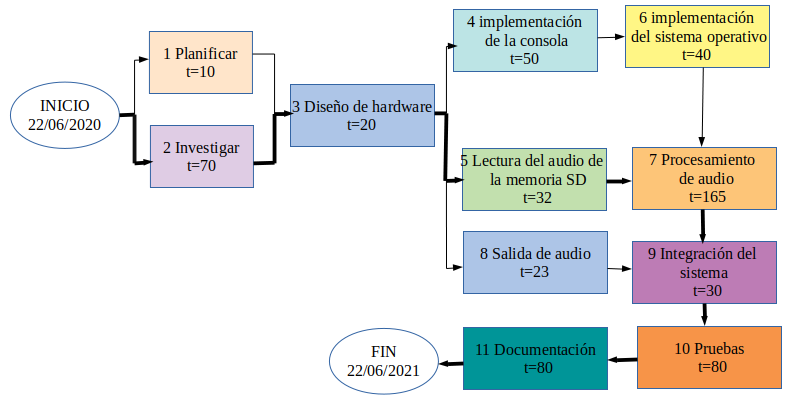 INICIO
22/06/2020
1 Planificar
t=10
2 Investigar
t=70
3 Diseño de hardware
t=20
4 implementación
de la consola
t=50
6 implementación
del sistema operativo
t=40
5 Lectura del audio de
la memoria SD
t=32
7 Procesamiento
de audio
t=165
8 Salida de audio
t=23
9 Integración del
sistema
t=30
10 Pruebas
t=80
11 Documentación
t=80
FIN
22/06/2021